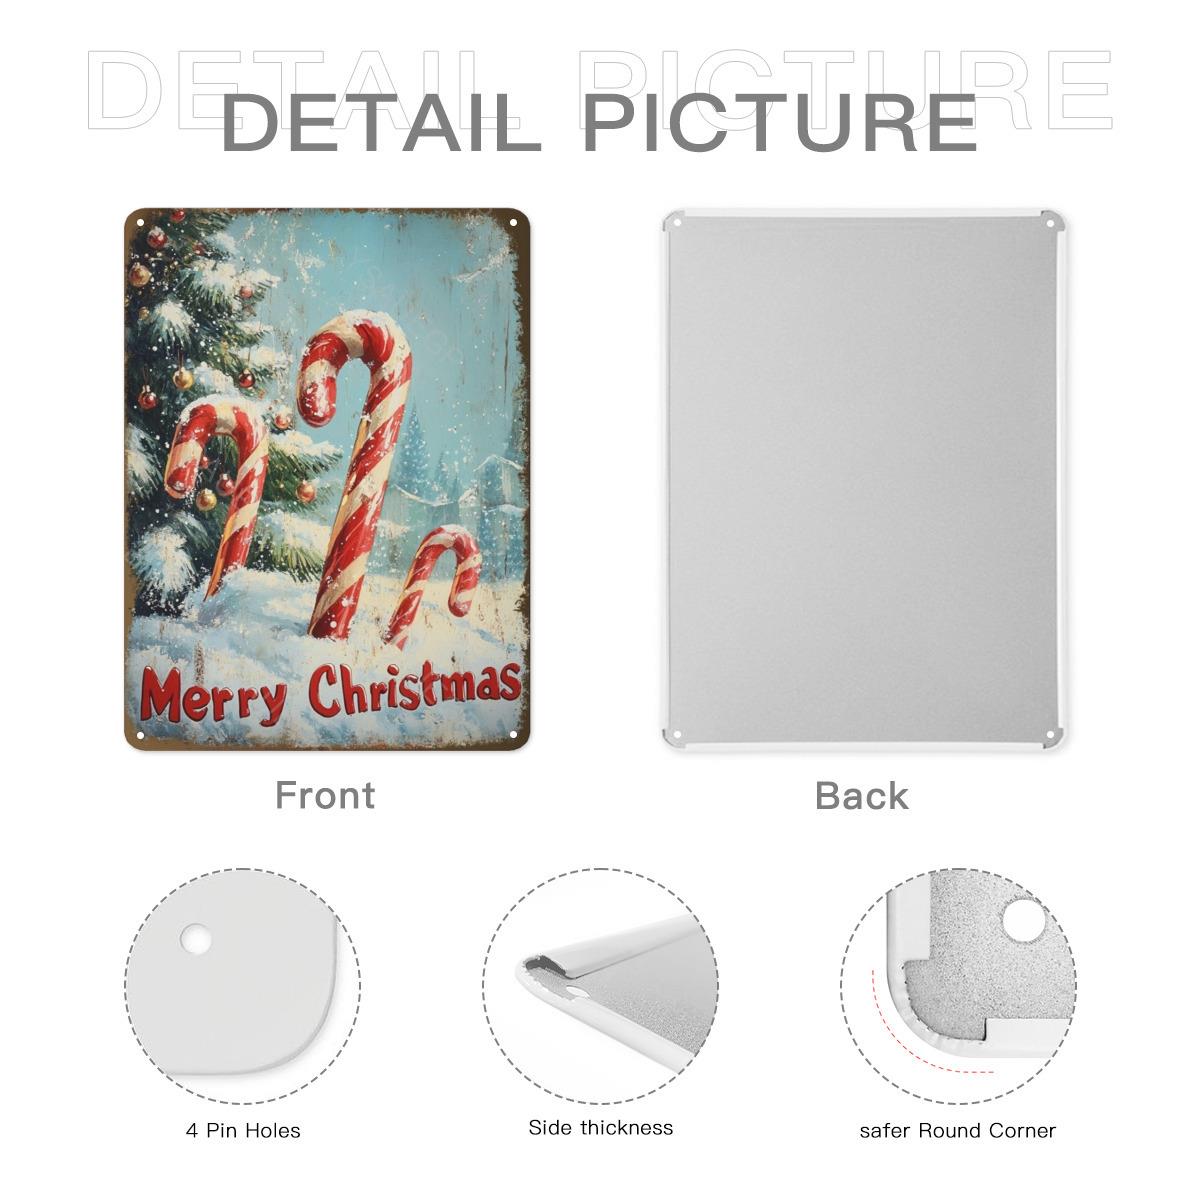 DETAIL PICTURE
DETAIL PICTURE
Merry Christmas
Front
Back
4 Pin Holes
Side thickness
safer Round Corner